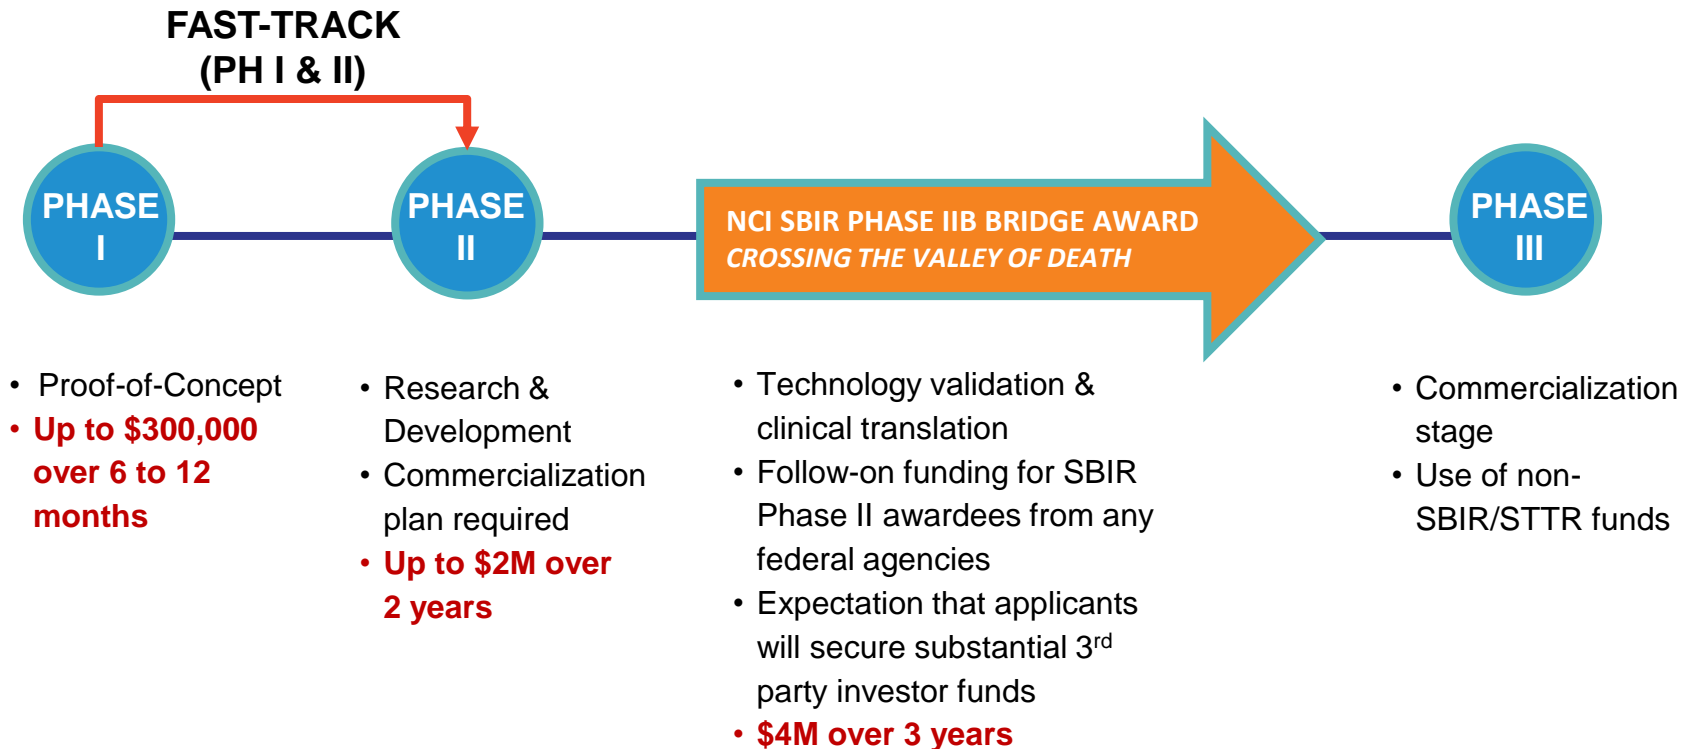 FAST-TRACK
(PH I & II)
PHASE
I
PHASE
II
NCI SBIR PHASE IIB BRIDGE AWARD
CROSSING THE VALLEY OF DEATH
PHASE
III
• Proof-of-Concept
• Up to $300,000
over 6 to 12
months
• Research &
Development
• Commercialization
plan required
• Up to $2M over
2 years
• Technology validation &
clinical translation
• Follow-on funding for SBIR
Phase II awardees from any
federal agencies
• Expectation that applicants
will secure substantial 3rd
party investor funds
• $4M over 3 years
• Commercialization
stage
• Use of non-
SBIR/STTR funds